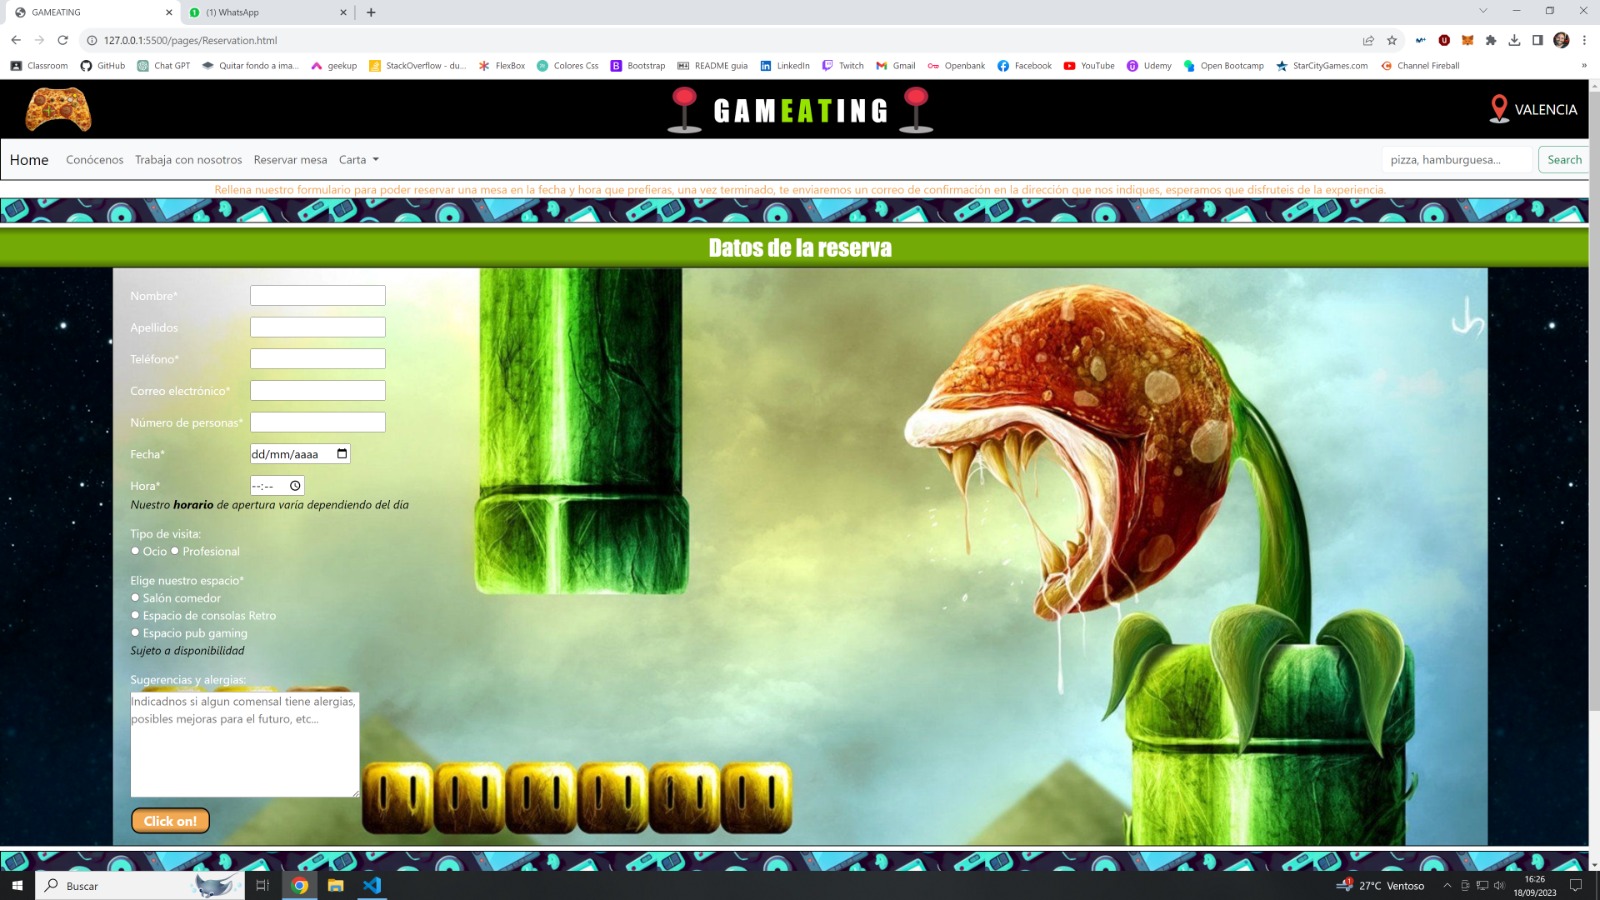 GAMEATING
(1) WhatsApp
127.0.0.1:5500/pages/Reservation.html
Classroom GitHub Chat GPT Quitar fondo a ima... geekup StackOverflow - du... FlexBox Colores Css Bootstrap README guia LinkedIn Twitch Gmail Openbank Facebook YouTube Udemy Open Bootcamp StarCityGames.com Channel Fireball »
GAMEATING
VALENCIA
Home Conócenos Trabaja con nosotros Reservar mesa Carta pizza, hamburguesa... Search
Rellena nuestro formulario para poder reservar una mesa en la fecha y hora que prefieras, una vez terminado, te enviaremos un correo de confirmación en la dirección que nos indiques, esperamos que disfruteis de la experiencia.
Datos de la reserva
Nombre*
Apellidos
Teléfono*
Correo electrónico*
Número de personas*
Fecha* dd/mm/aaaa
Hora* --:--
Nuestro horario de apertura varía dependiendo del día
Tipo de visita:
Ocio Profesional
Elige nuestro espacio*
Salón comedor
Espacio de consolas Retro
Espacio pub gaming
Sujeto a disponibilidad
Sugerencias y alergias:
Indicadnos si algun comensal tiene alergias,
posibles mejoras para el futuro, etc...
Click on!
Buscar
27°C Ventoso
16:26
18/09/2023